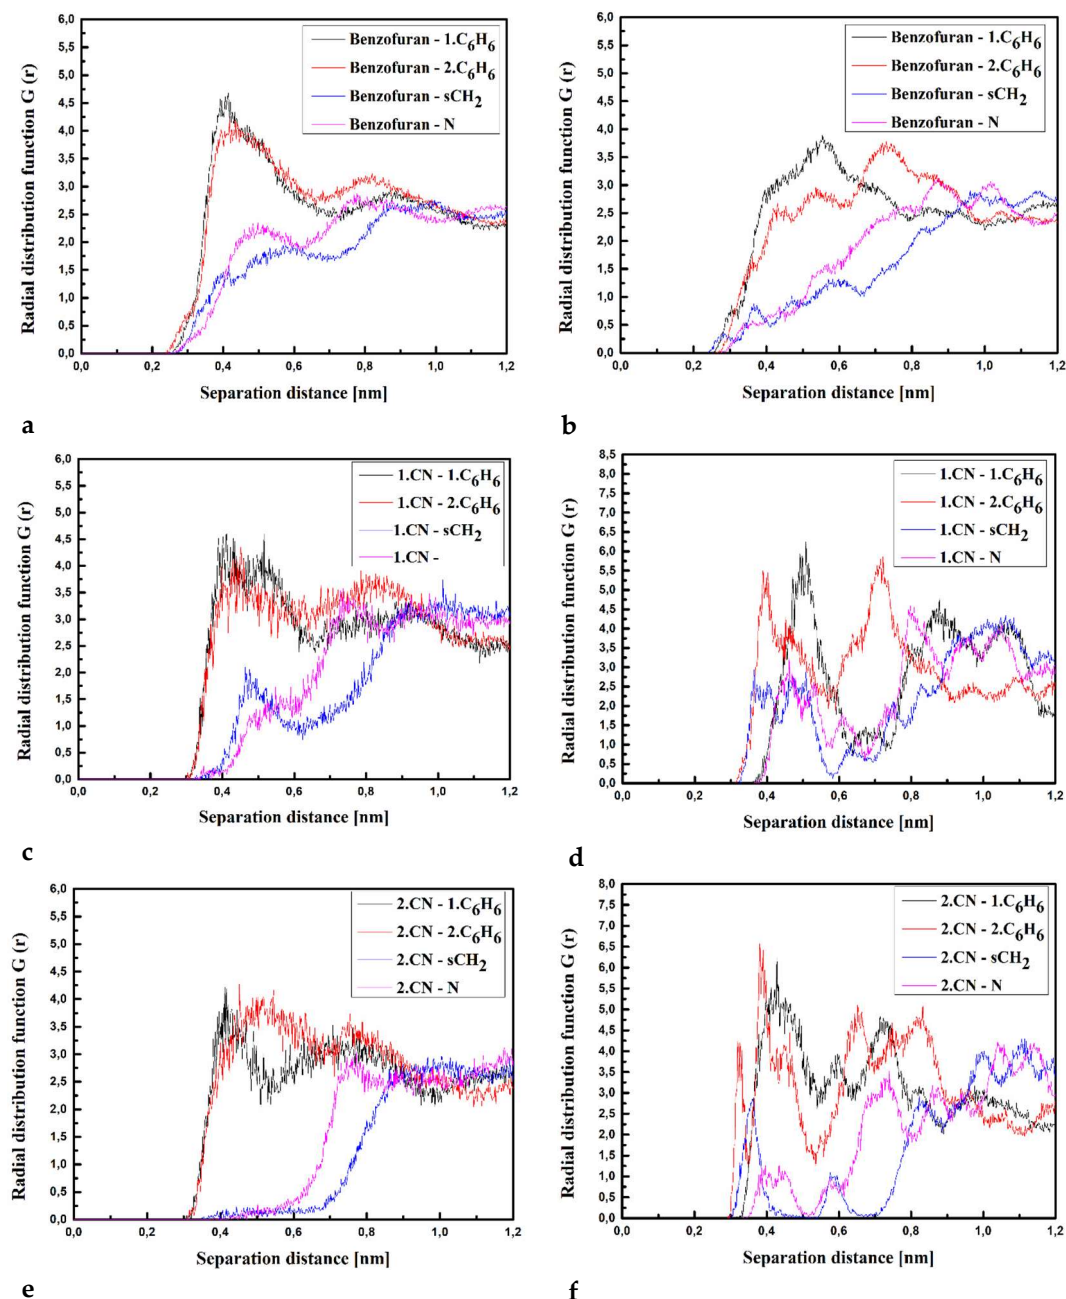 6,0
5,5
5,0
4,5
4,0
3,5
3,0
2,5
2,0
1,5
1,0
0,5
0,0
Radial distribution function G (r)
Benzofuran - 1.C6H6
Benzofuran - 2.C6H6
Benzofuran - sCH2
Benzofuran - N
0,0 0,2 0,4 0,6 0,8 1,0 1,2
Separation distance [nm]
a
6,0
5,5
5,0
4,5
4,0
3,5
3,0
2,5
2,0
1,5
1,0
0,5
0,0
Radial distribution function G (r)
Benzofuran - 1.C6H6
Benzofuran - 2.C6H6
Benzofuran - sCH2
Benzofuran - N
0,0 0,2 0,4 0,6 0,8 1,0 1,2
Separation distance [nm]
b
6,0
5,5
5,0
4,5
4,0
3,5
3,0
2,5
2,0
1,5
1,0
0,5
0,0
Radial distribution function G (r)
1.CN - 1.C6H6
1.CN - 2.C6H6
1.CN - sCH2
1.CN -
0,0 0,2 0,4 0,6 0,8 1,0 1,2
Separation distance [nm]
c
8,5
8,0
7,5
7,0
6,5
6,0
5,5
5,0
4,5
4,0
3,5
3,0
2,5
2,0
1,5
1,0
0,5
0,0
Radial distribution function G (r)
1.CN - 1.C6H6
1.CN - 2.C6H6
1.CN - sCH2
1.CN - N
0,0 0,2 0,4 0,6 0,8 1,0 1,2
Separation distance [nm]
d
6,0
5,5
5,0
4,5
4,0
3,5
3,0
2,5
2,0
1,5
1,0
0,5
0,0
Radial distribution function G (r)
2.CN - 1.C6H6
2.CN - 2.C6H6
2.CN - sCH2
2.CN - N
0,0 0,2 0,4 0,6 0,8 1,0 1,2
Separation distance [nm]
e
8,0
7,5
7,0
6,5
6,0
5,5
5,0
4,5
4,0
3,5
3,0
2,5
2,0
1,5
1,0
0,5
0,0
Radial distribution function G (r)
2.CN - 1.C6H6
2.CN - 2.C6H6
2.CN - sCH2
2.CN - N
0,0 0,2 0,4 0,6 0,8 1,0 1,2
Separation distance [nm]
f